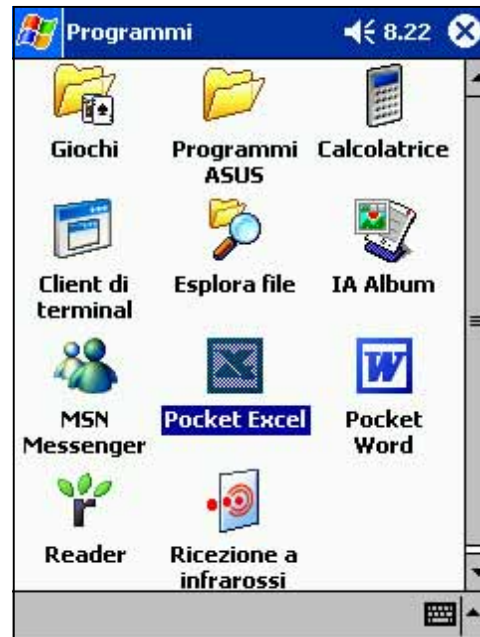 Programmi 8.22
Giochi
Programmi ASUS
Calcolatrice
Client di terminal
Esplora file
IA Album
MSN Messenger
Pocket Excel
Pocket Word
Reader
Ricezione a infrarossi